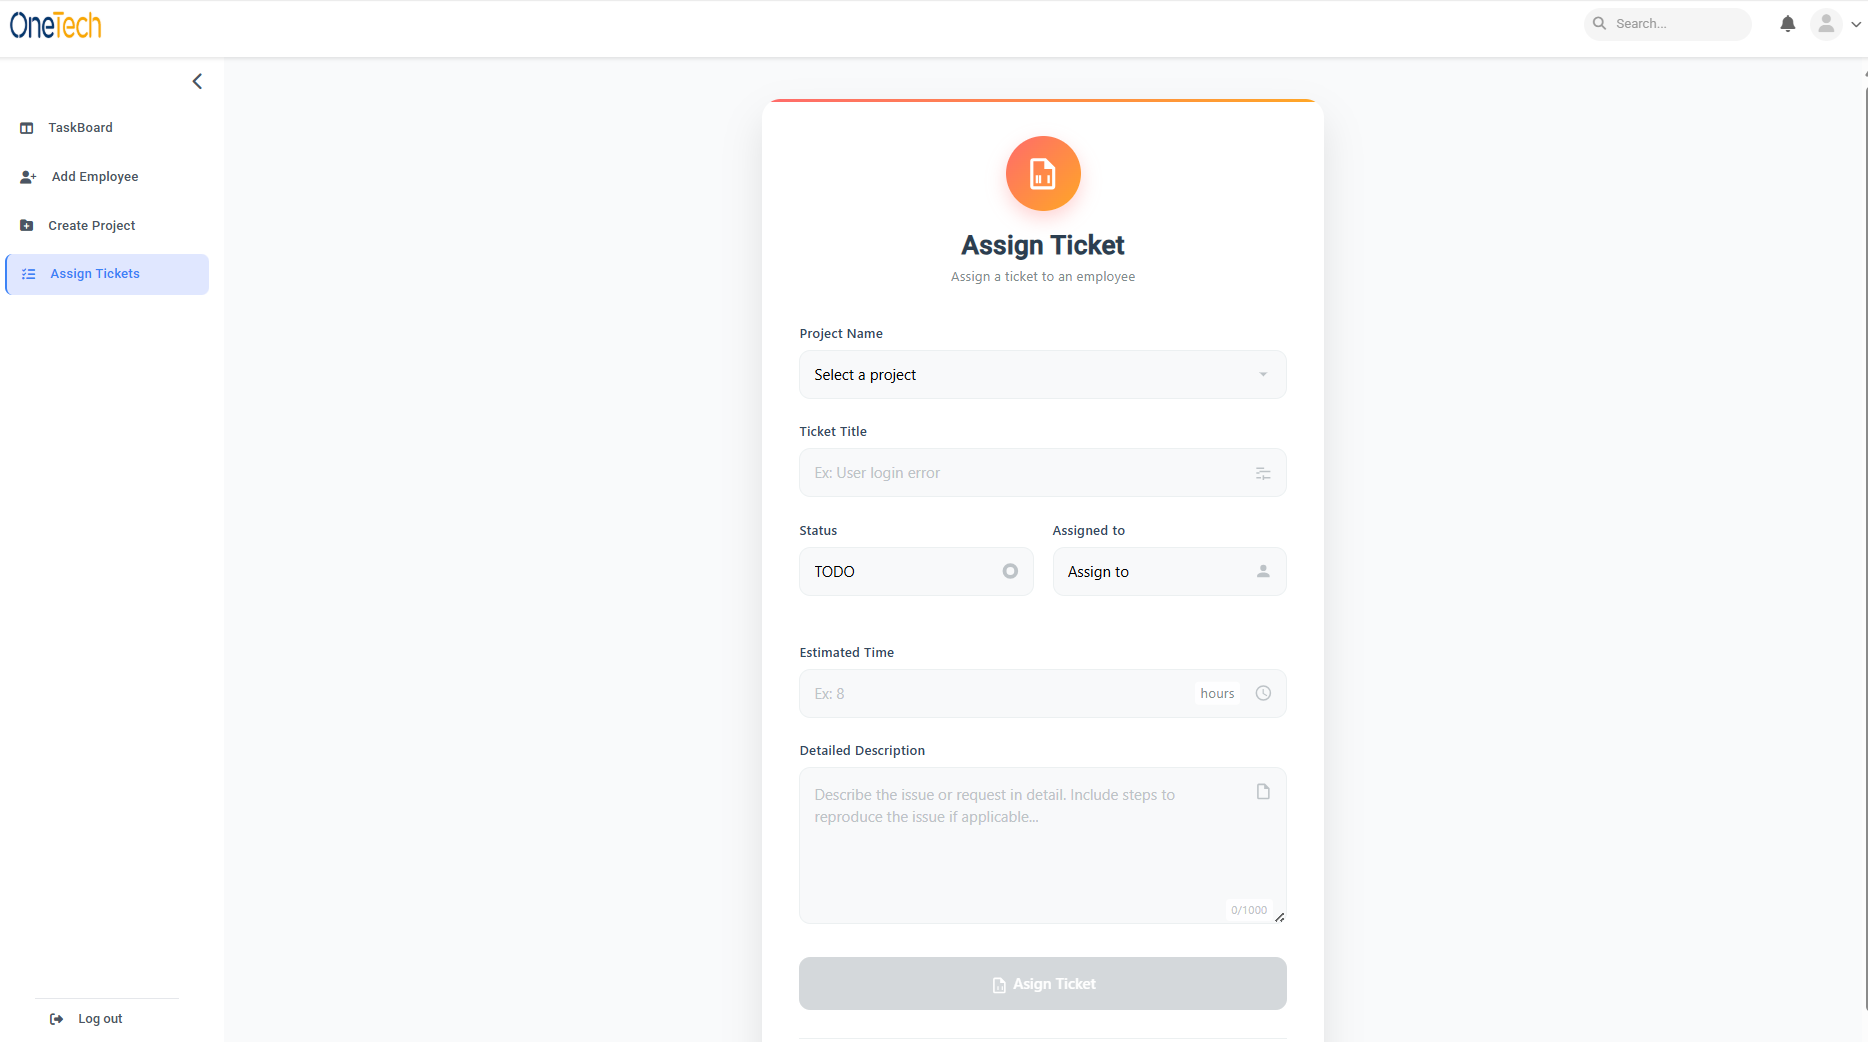 OneTech
Search...
TaskBoard
Add Employee
Create Project
Assign Tickets
Assign Ticket
Assign a ticket to an employee
Project Name
Select a project
Ticket Title
Ex: User login error
Status
Assigned to
TODO
Assign to
Estimated Time
Ex: 8
hours
Detailed Description
Describe the issue or request in detail. Include steps to
reproduce the issue if applicable...
0/1000
Asign Ticket
Log out